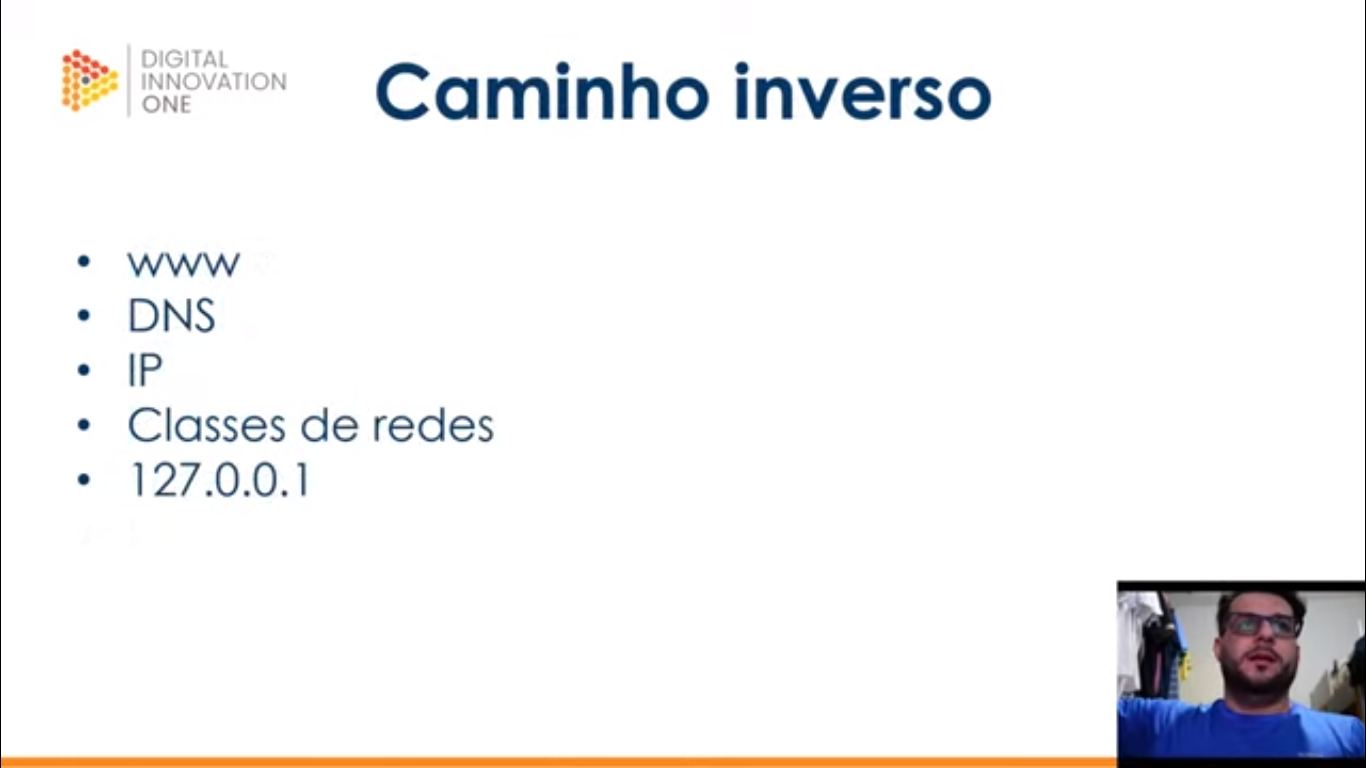 DIGITAL
INNOVATION
ONE
Caminho inverso
• www
• DNS
• IP
• Classes de redes
• 127.0.0.1